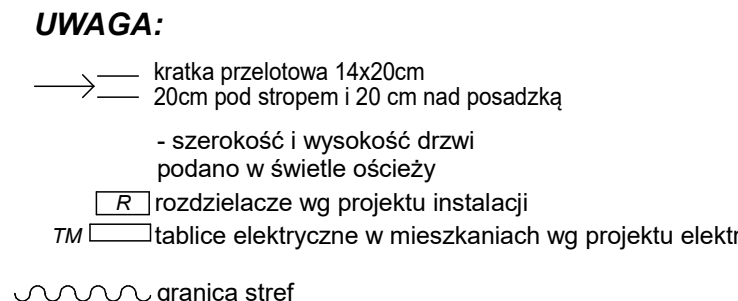 UWAGA:
kratka przelotowa 14x20cm
20cm pod stropem i 20 cm nad posadzką
- szerokość i wysokość drzwi
podano w świetle ościeży
R rozdzielacze wg projektu instalacji
TM tablice elektryczne w mieszkaniach wg projektu
granica stref